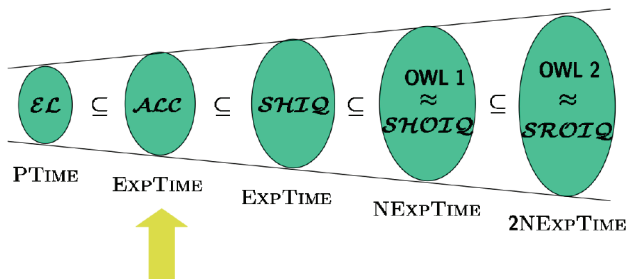 EL ⊆ ALC ⊆ SHIQ ⊆ OWL 1 ≈ SHOIQ ⊆ OWL 2 ≈ SROIQ
PTIME
EXPTIME
EXPTIME
NEXPTIME
2NEXPTIME